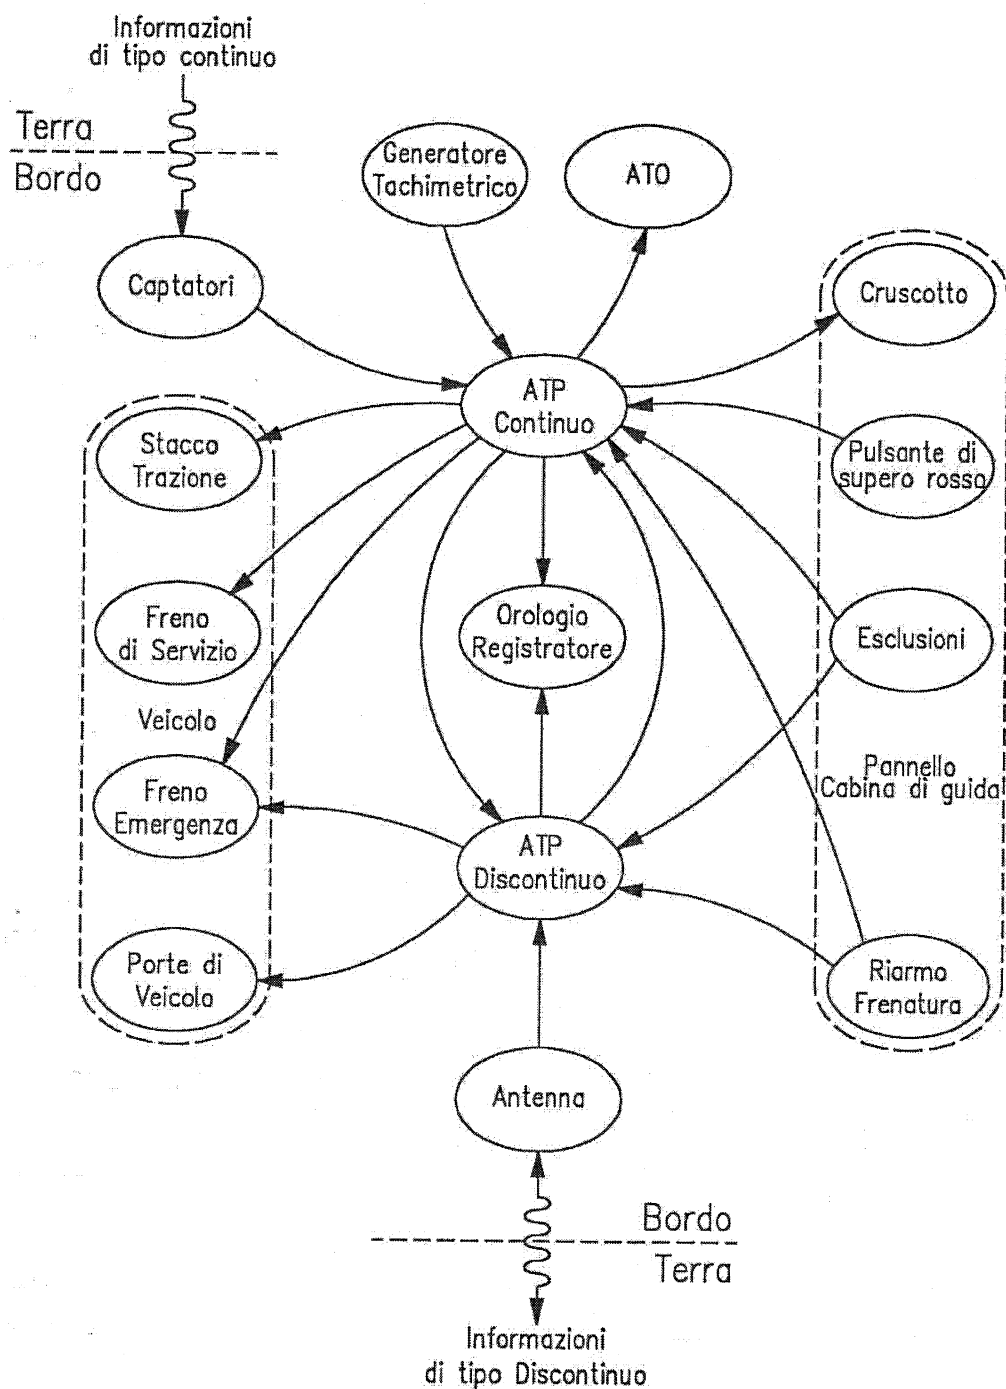 Informazioni
di tipo continuo
Terra
Bordo
Generatore
Tachimetrico
ATO
Captatori
Cruscotto
ATP
Continuo
Stacco
Trazione
Pulsante di
supero rosso
Freno
di Servizio
Orologio
Registratore
Esclusioni
Veicolo
Pannello
Cabina di guida
Freno
Emergenza
ATP
Discontinuo
Porte di
Veicolo
Riarmo
Frenatura
Antenna
Bordo
Terra
Informazioni
di tipo Discontinuo